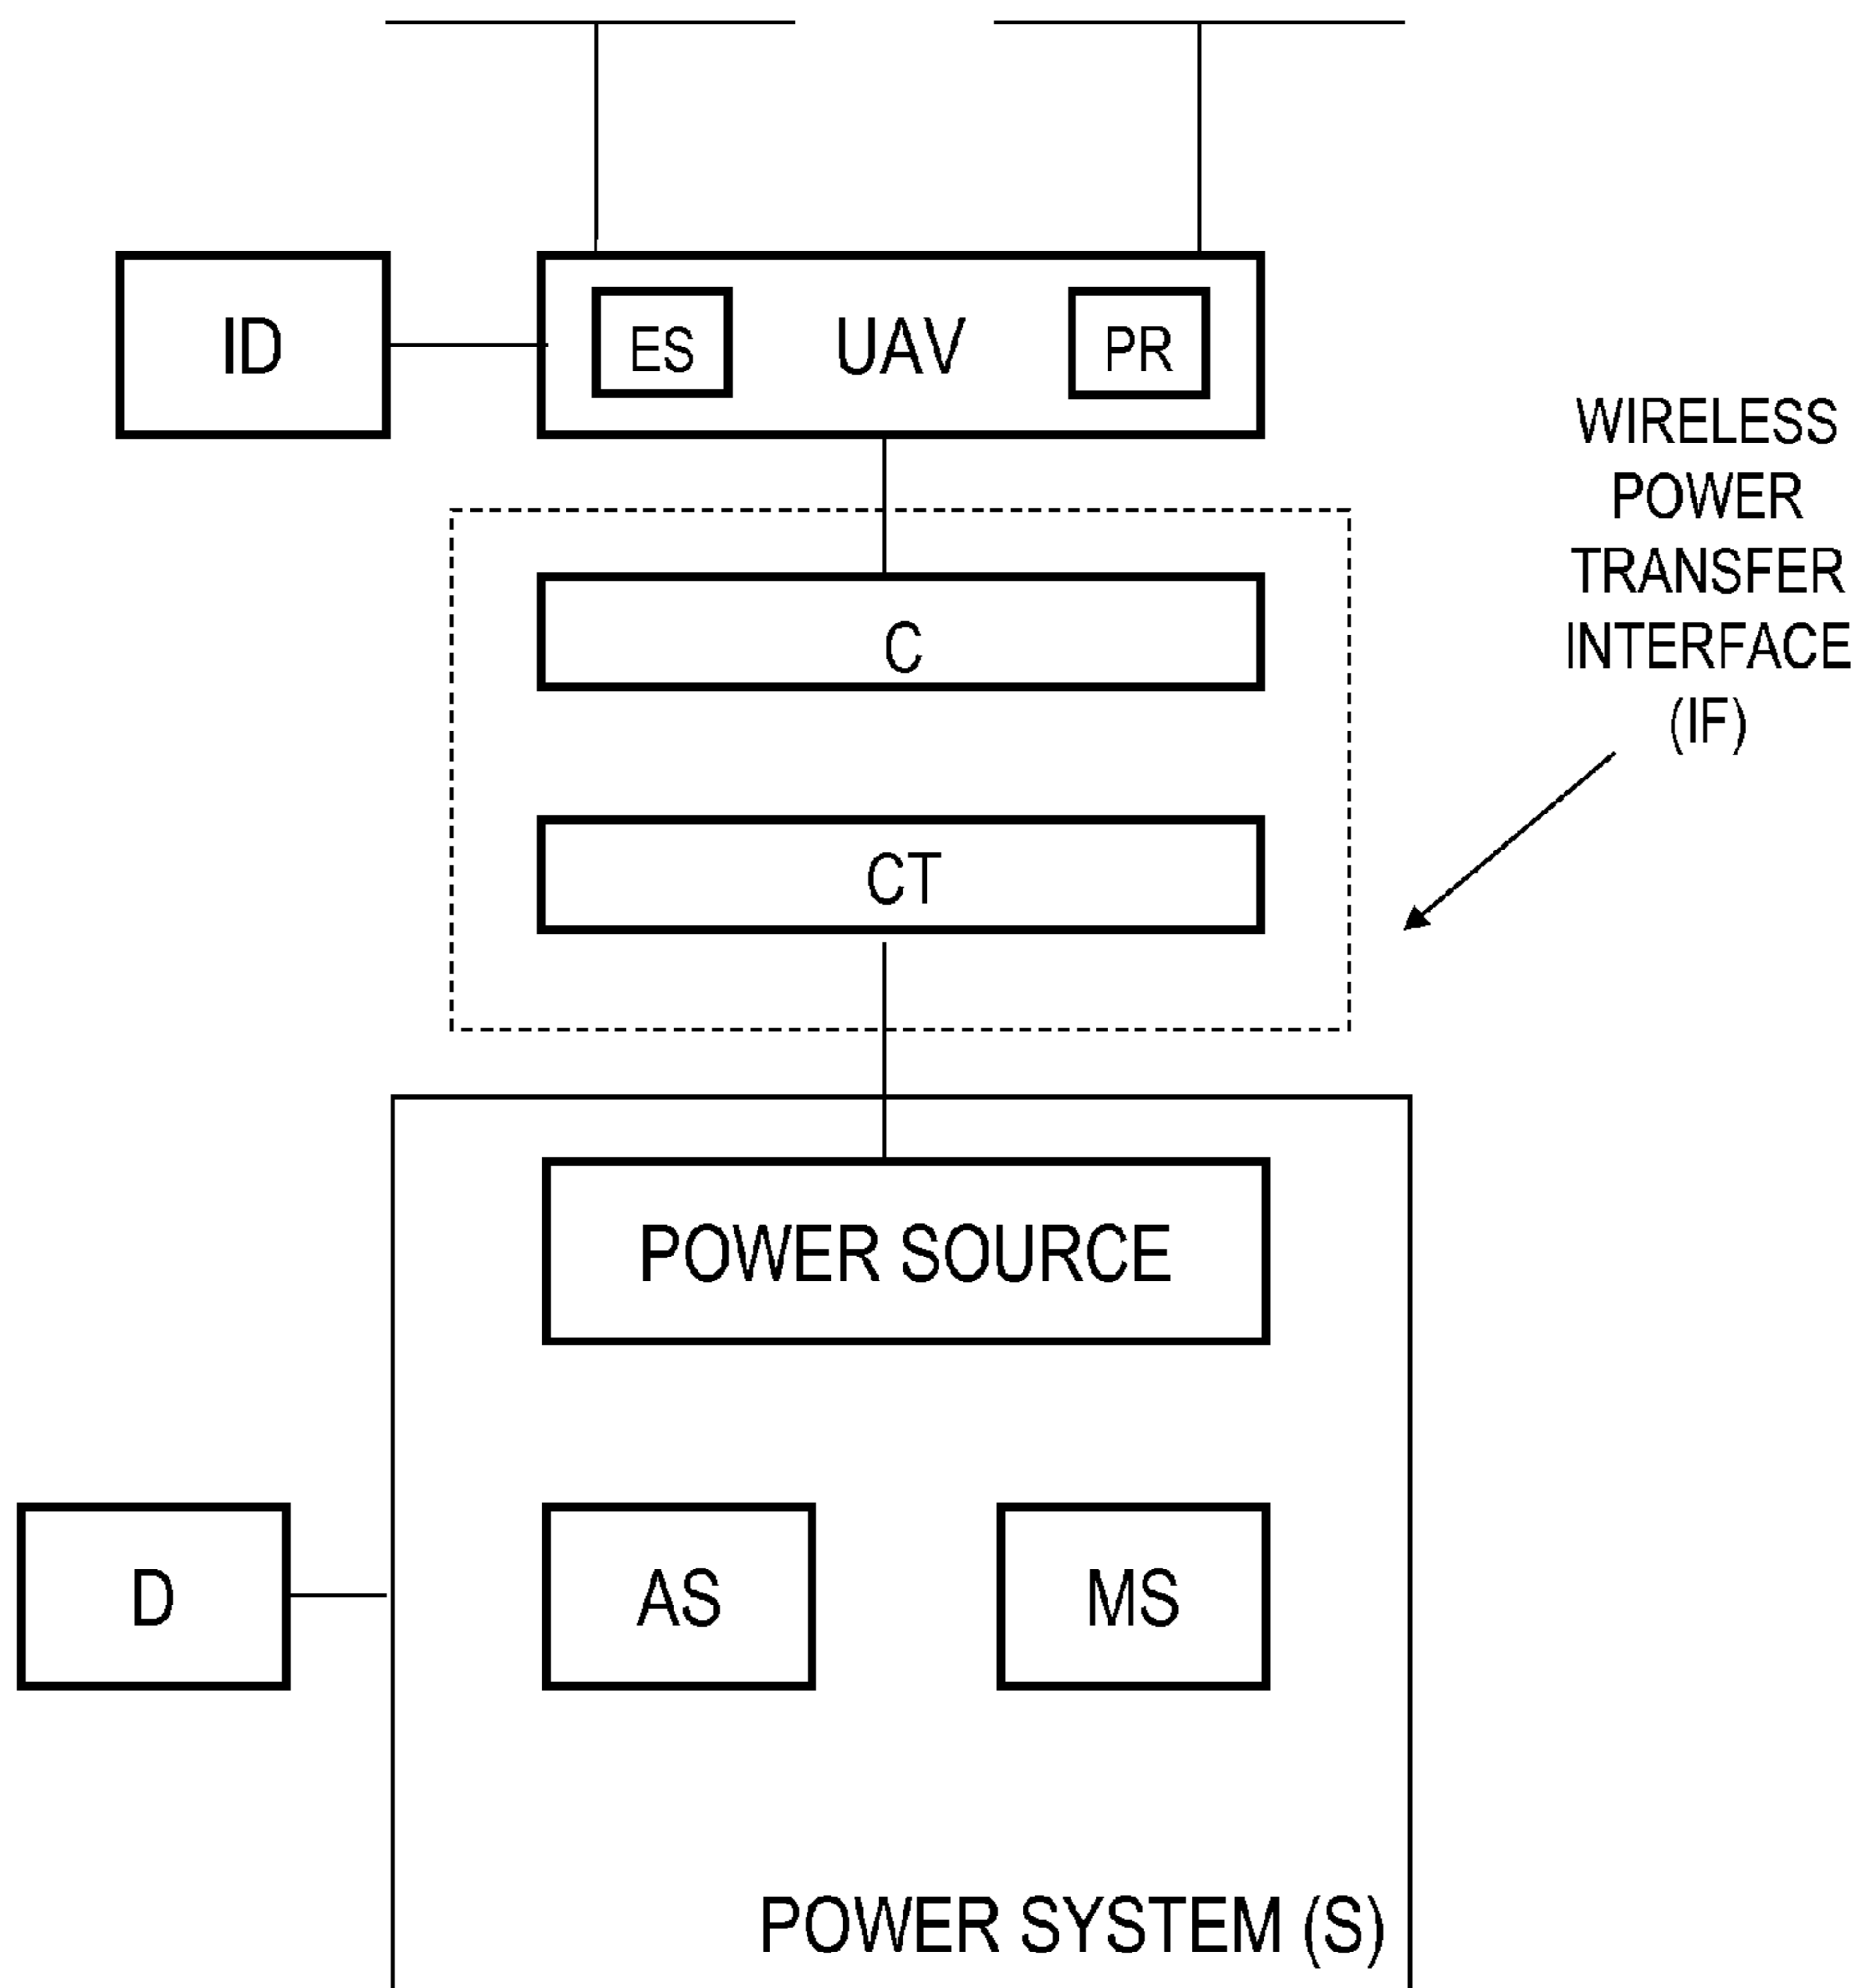 ID
ES
UAV
PR
WIRELESS
POWER
TRANSFER
INTERFACE
(IF)
C
CT
POWER SOURCE
D
AS
MS
POWER SYSTEM (S)